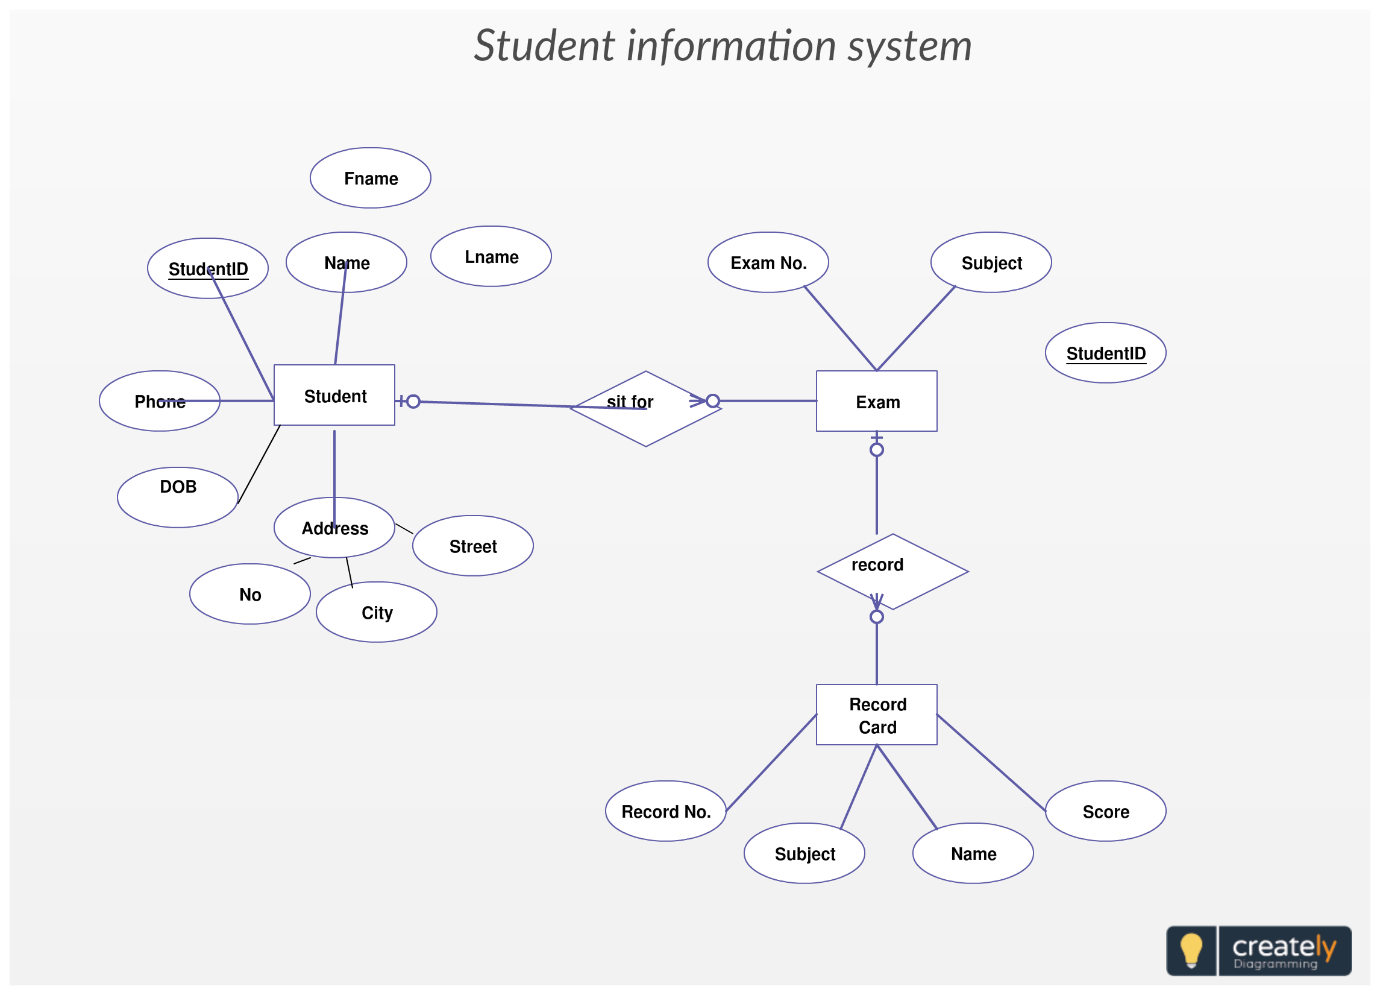 Student information system
Fname
StudentID
Name
Lname
Exam No.
Subject
StudentID
Phone
Student
sit for
Exam
DOB
Address
Street
No
City
record
Record
Card
Record No.
Subject
Name
Score
creately
Diagramming